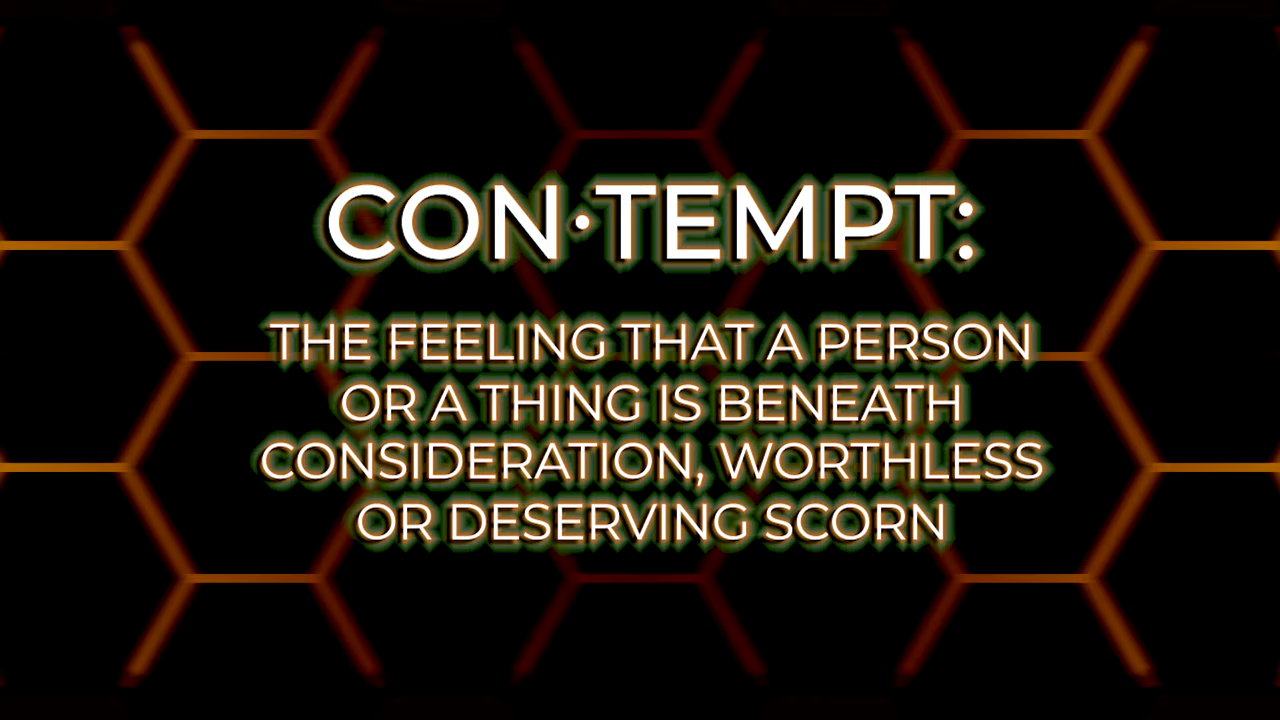 CON·TEMPT:
THE FEELING THAT A PERSON
OR A THING IS BENEATH
CONSIDERATION, WORTHLESS
OR DESERVING SCORN